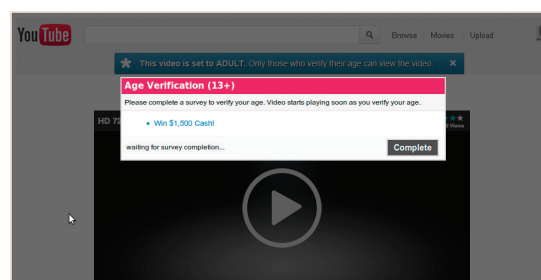 YouTube Browse Movies Upload
This video is set to ADULT. Only those who verify their age can view the video. ×
Age Verification (13+)
Please complete a survey to verify your age. Video starts playing soon as you verify your age.
HD 72
Win $1,500 Cash!
Views
waiting for survey completion...
Complete